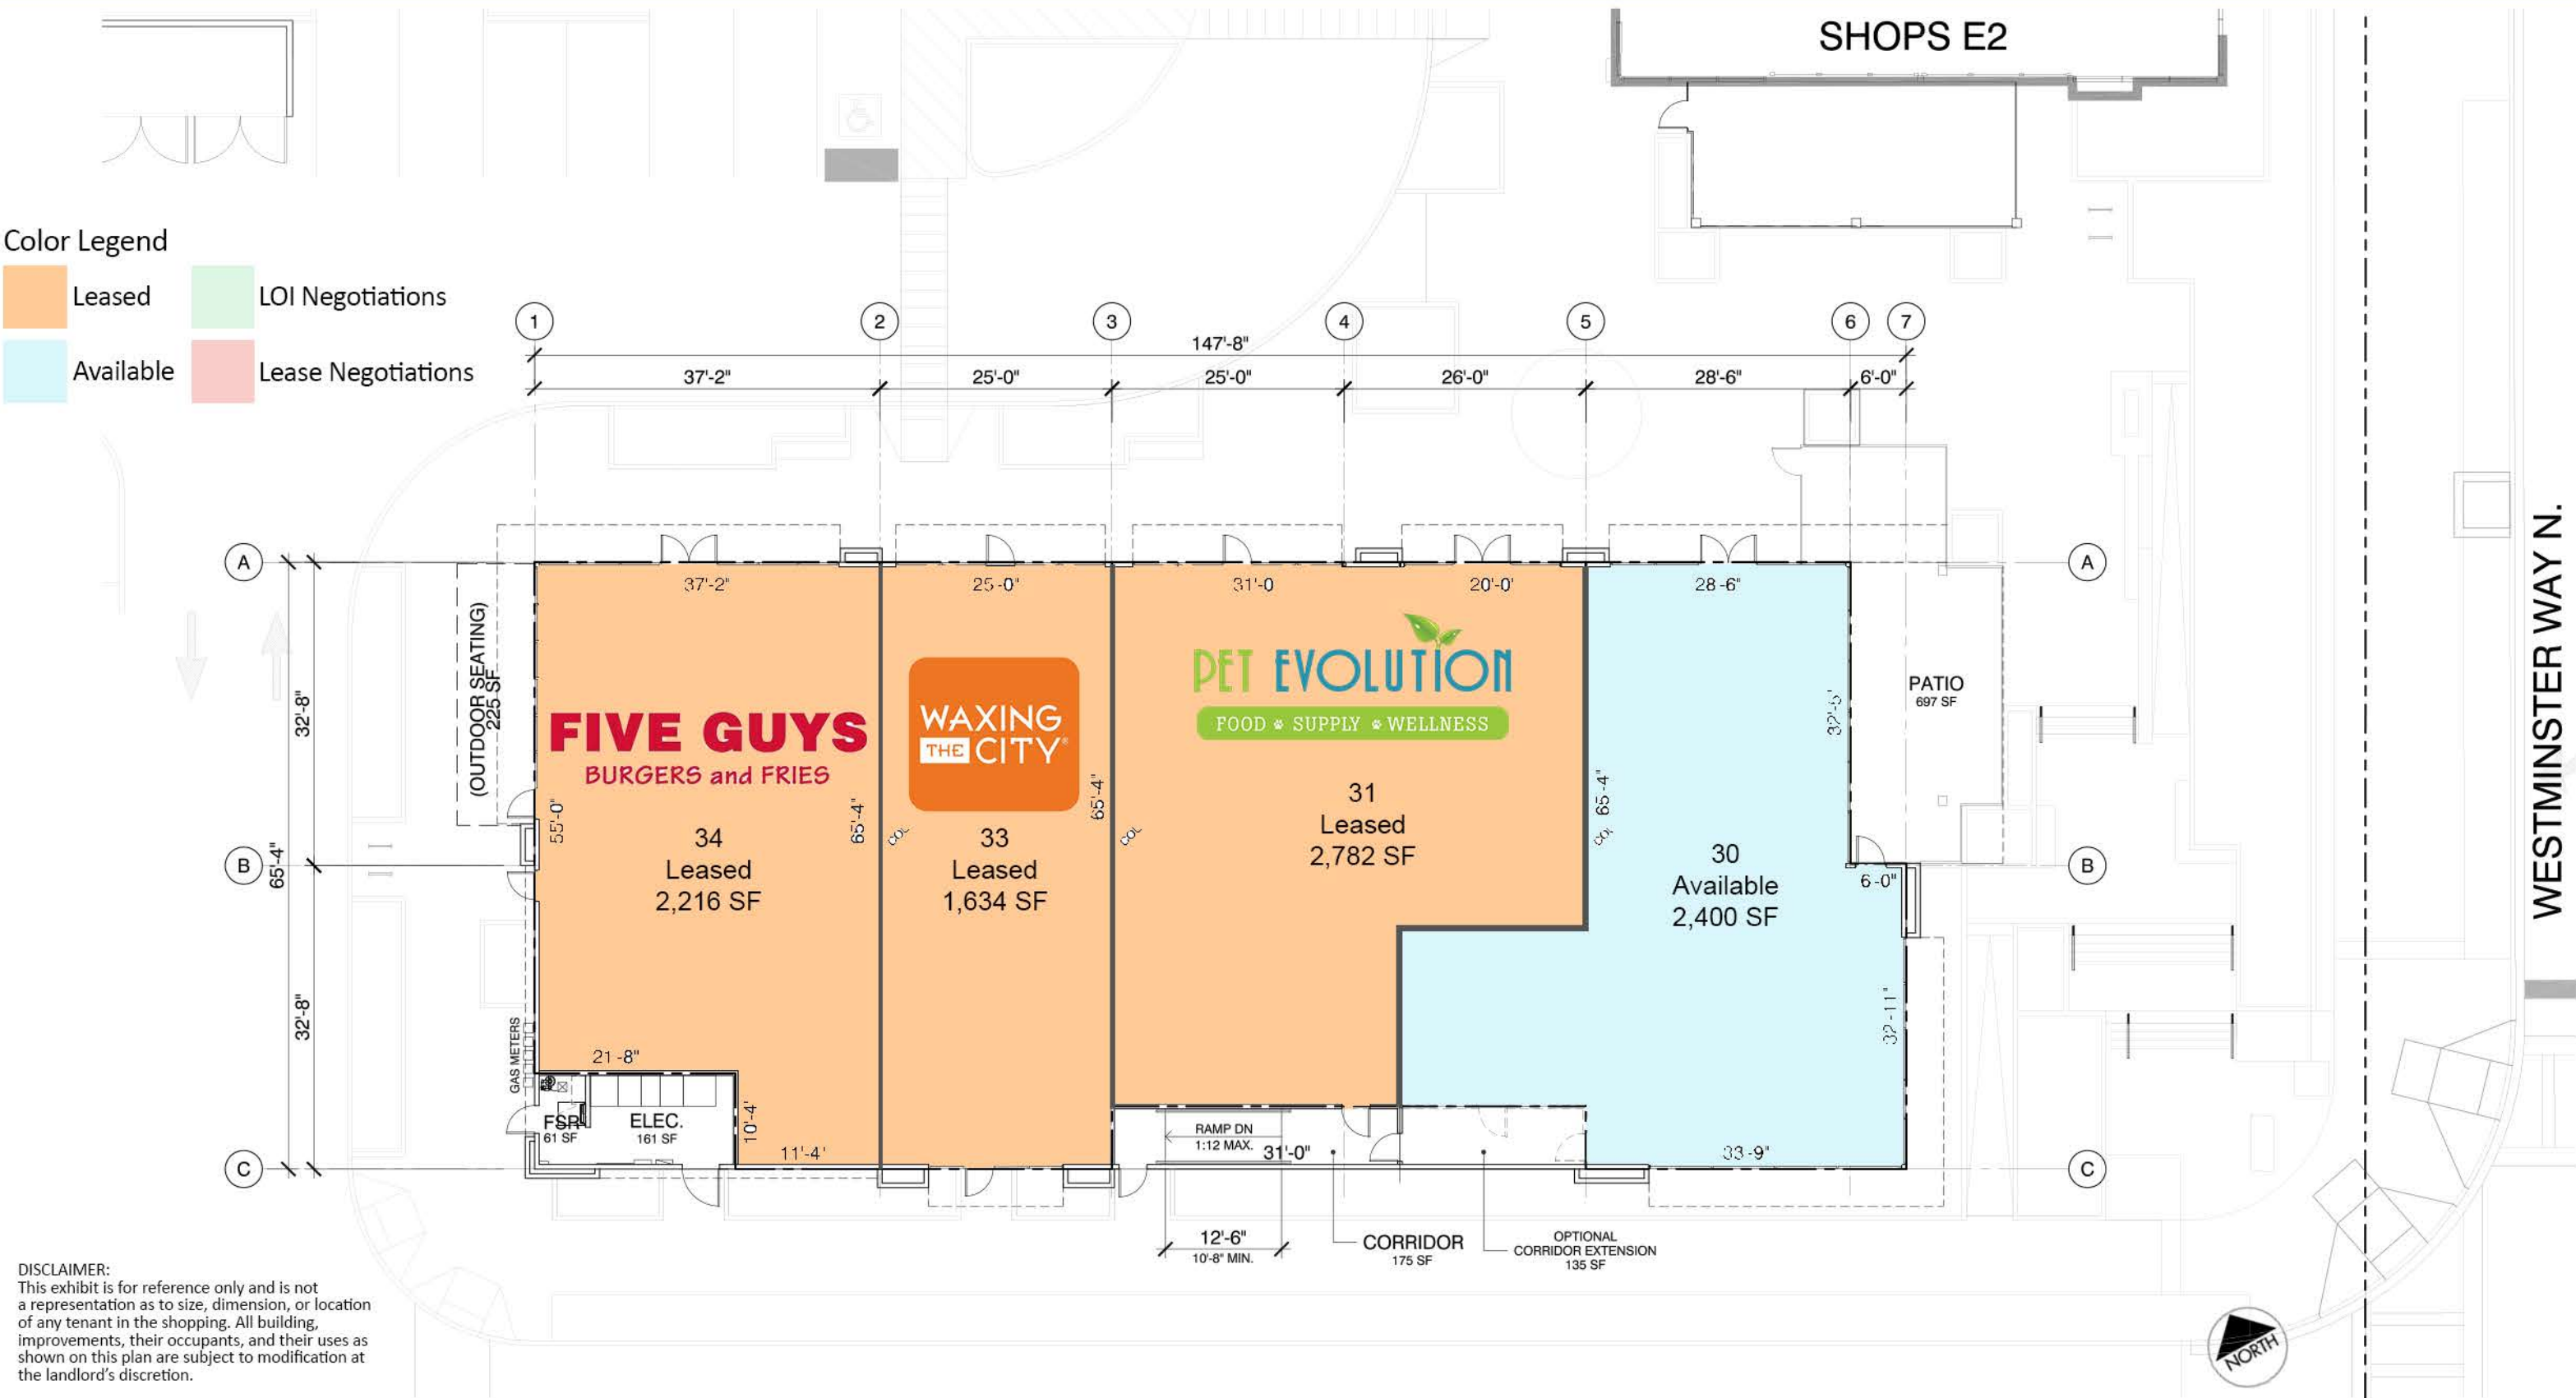 SHOPS E2
Color Legend
Leased
LOI Negotiations
Available
Lease Negotiations
1
2
3
4
5
6
7
147'-8"
37'-2"
25'-0"
25'-0"
26'-0"
28'-6"
6'-0"
A
A
37'-2"
25-0"
31'-0
20'-0'
28-6"
(OUTDOOR SEATING)
225 SF
32'-8"
FIVE GUYS
BURGERS and FRIES
WAXING
THE CITY®
PET EVOLUTION
FOOD SUPPLY WELLNESS
PATIO
697 SF
WESTMINSTER WAY N.
55'-0"
65'-4"
65'-4"
65-4"
COL
COL
COL
34
Leased
2,216 SF
33
Leased
1,634 SF
31
Leased
2,782 SF
30
Available
2,400 SF
B
65'-4"
B
6-0"
32'-8"
32-11"
GAS METERS
21-8"
FSR
61 SF
ELEC.
161 SF
10'-4'
11'-4'
RAMP DN
1:12 MAX.
31'-0"
33-9"
C
C
12'-6"
10'-8" MIN.
CORRIDOR
175 SF
OPTIONAL
CORRIDOR EXTENSION
135 SF
DISCLAIMER:
This exhibit is for reference only and is not
a representation as to size, dimension, or location
of any tenant in the shopping. All building,
improvements, their occupants, and their uses as
shown on this plan are subject to modification at
the landlord's discretion.
NORTH